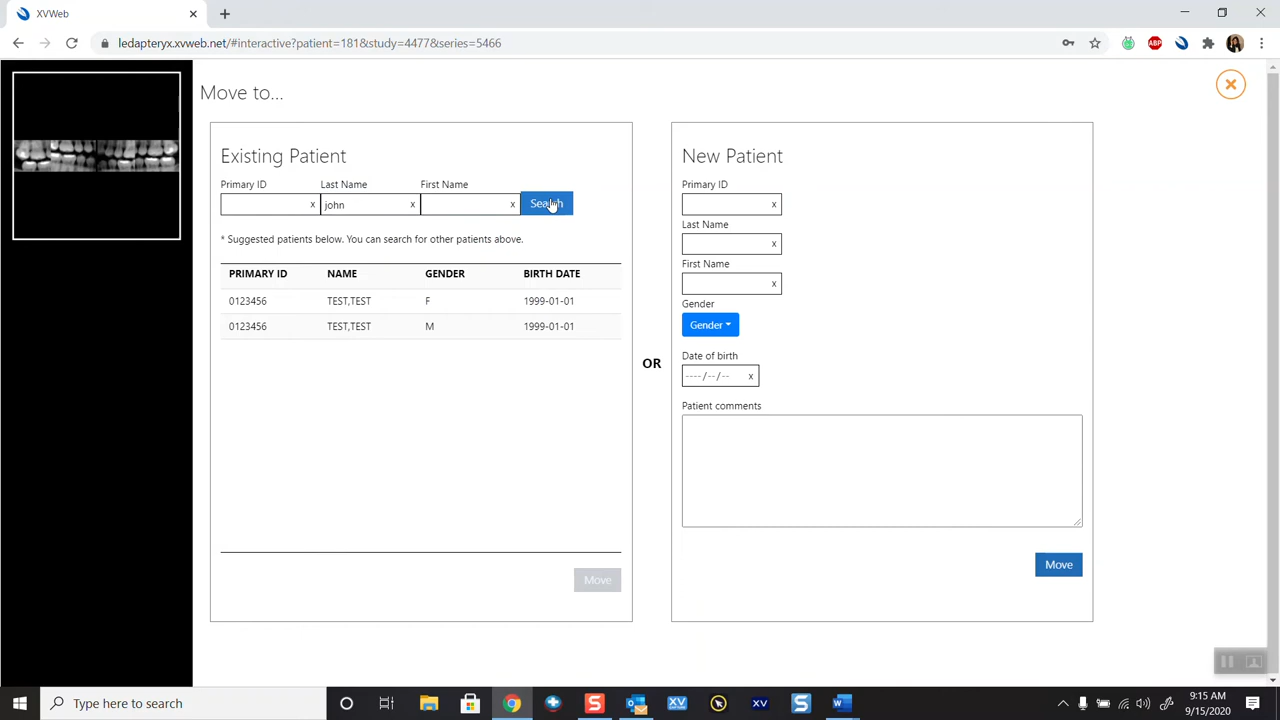 XVWeb
ledapteryx.xvweb.net/#interactive?patient=181&study=4477&series=5466
ABP
Move to...
Existing Patient
Primary ID Last Name First Name
x john x x Search
* Suggested patients below. You can search for other patients above.
PRIMARY ID NAME GENDER BIRTH DATE
0123456 TEST,TEST F 1999-01-01
0123456 TEST,TEST M 1999-01-01
Move
OR
New Patient
Primary ID
x
Last Name
x
First Name
x
Gender
Gender
Date of birth
----/--/-- x
Patient comments
Move
Type here to search
S
XV
XV
S
W
9:15 AM
9/15/2020